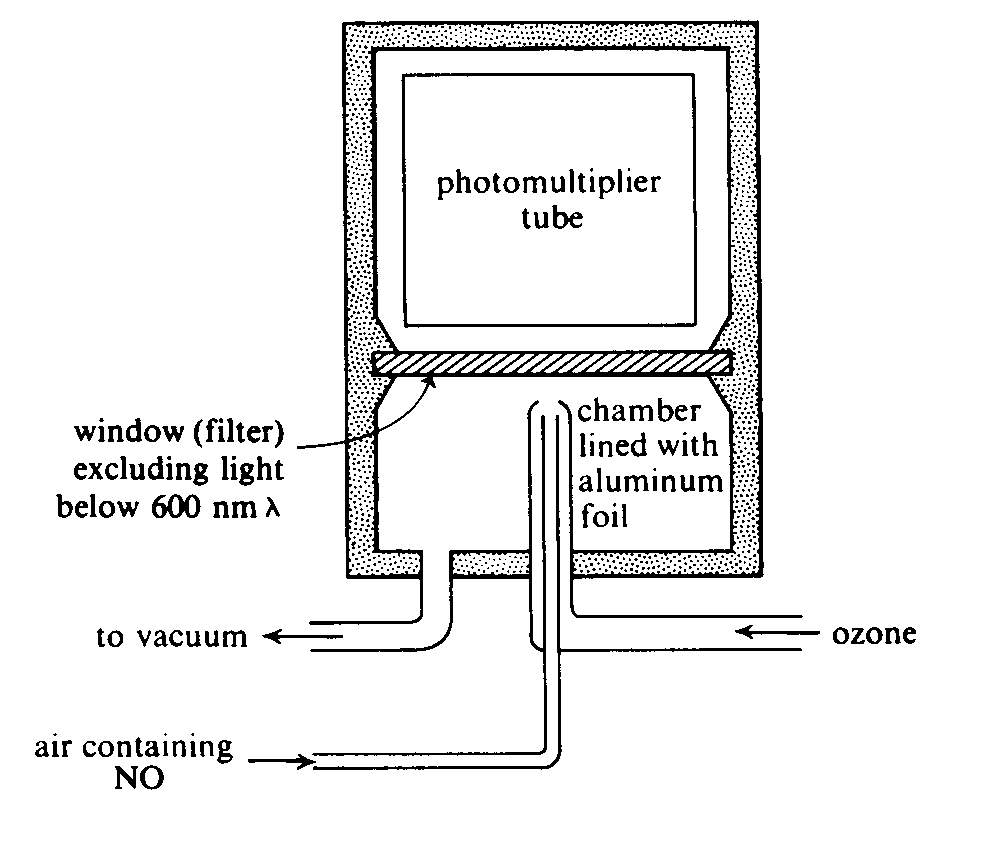 photomultiplier
tube
chamber
lined with
aluminum
foil
window (filter)
excluding light
below 600 nm λ
to vacuum
ozone
air containing
NO